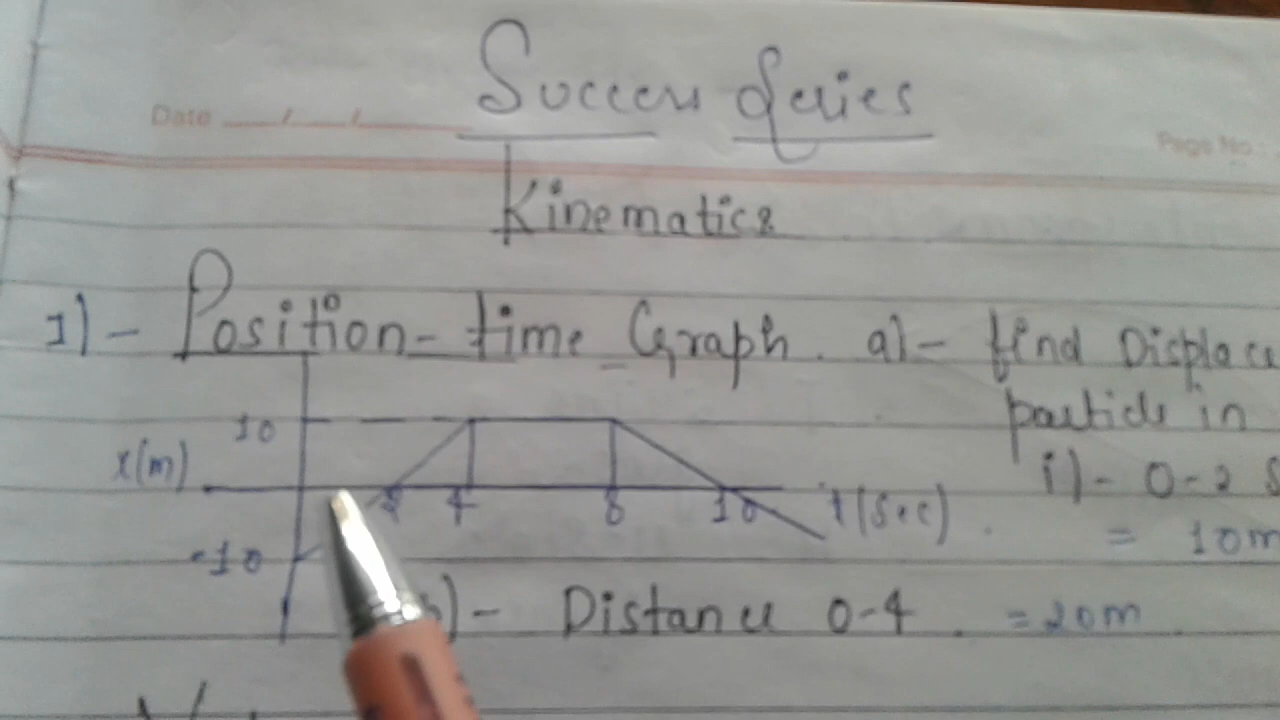 Success Series
Date
Page No.:
Kinematics
1)- Position-time Graph. a)- find Displace
particle in
10
x(m)
i)- 0-2 S
2 4 8 10 t(sec)
= 10m
-10
)- Distance 0-4 = 20m